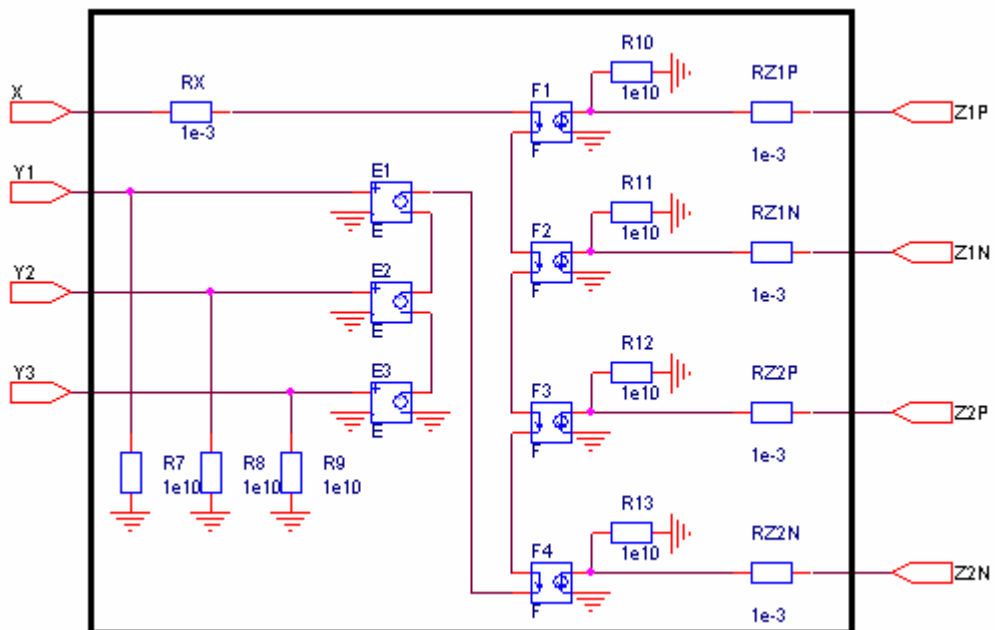 R10
RX
F1
1e10
RZ1P
X
1e-3
Z1P
F
1e-3
Y1
E1
R11
RZ1N
1e10
E
F2
Z1N
F
1e-3
Y2
E2
E
R12
RZ2P
1e10
Y3
E3
F3
Z2P
E
F
1e-3
R7
R8
R9
1e10
1e10
1e10
R13
RZ2N
F4
1e10
Z2N
F
1e-3